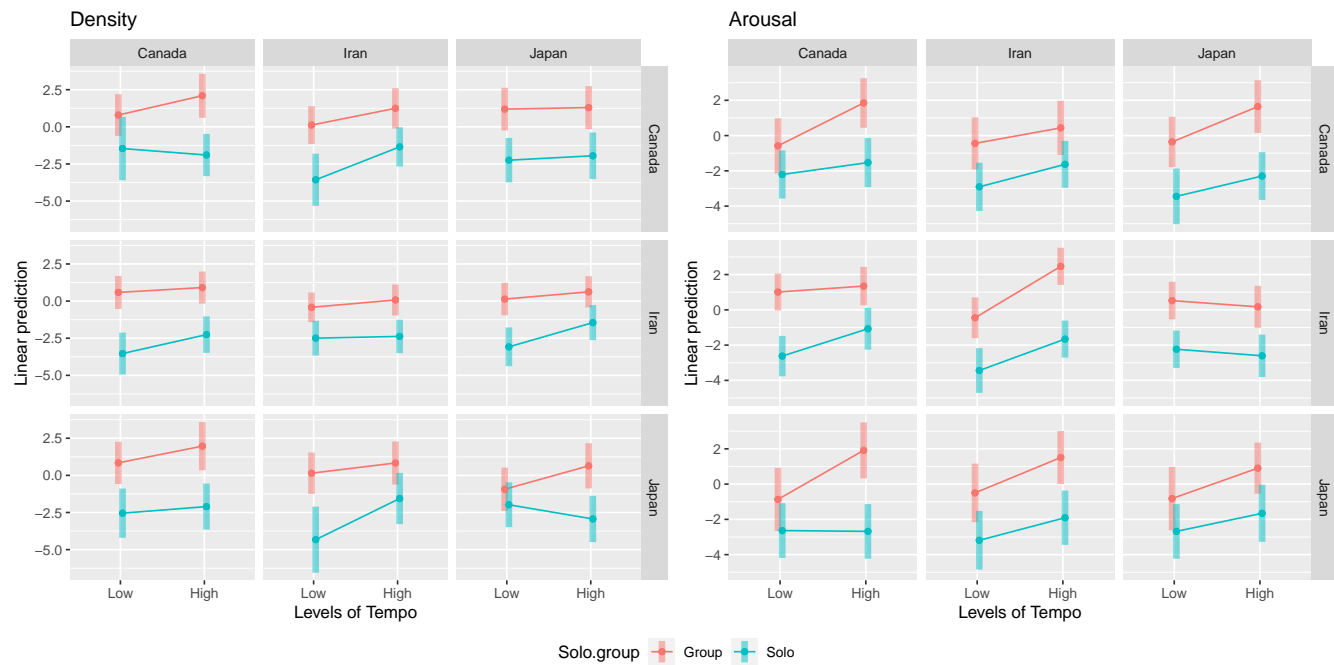 Density
Canada
Iran
Japan
2.5
0.0
−2.5
−5.0
Canada
2.5
0.0
−2.5
−5.0
Iran
2.5
0.0
−2.5
−5.0
Japan
Linear prediction
Low
High
Low
High
Low
High
Levels of Tempo
Arousal
Canada
Iran
Japan
2
0
−2
−4
Canada
2
0
−2
−4
Iran
2
0
−2
−4
Japan
Linear prediction
Low
High
Low
High
Low
High
Levels of Tempo
Solo.group
Group
Solo